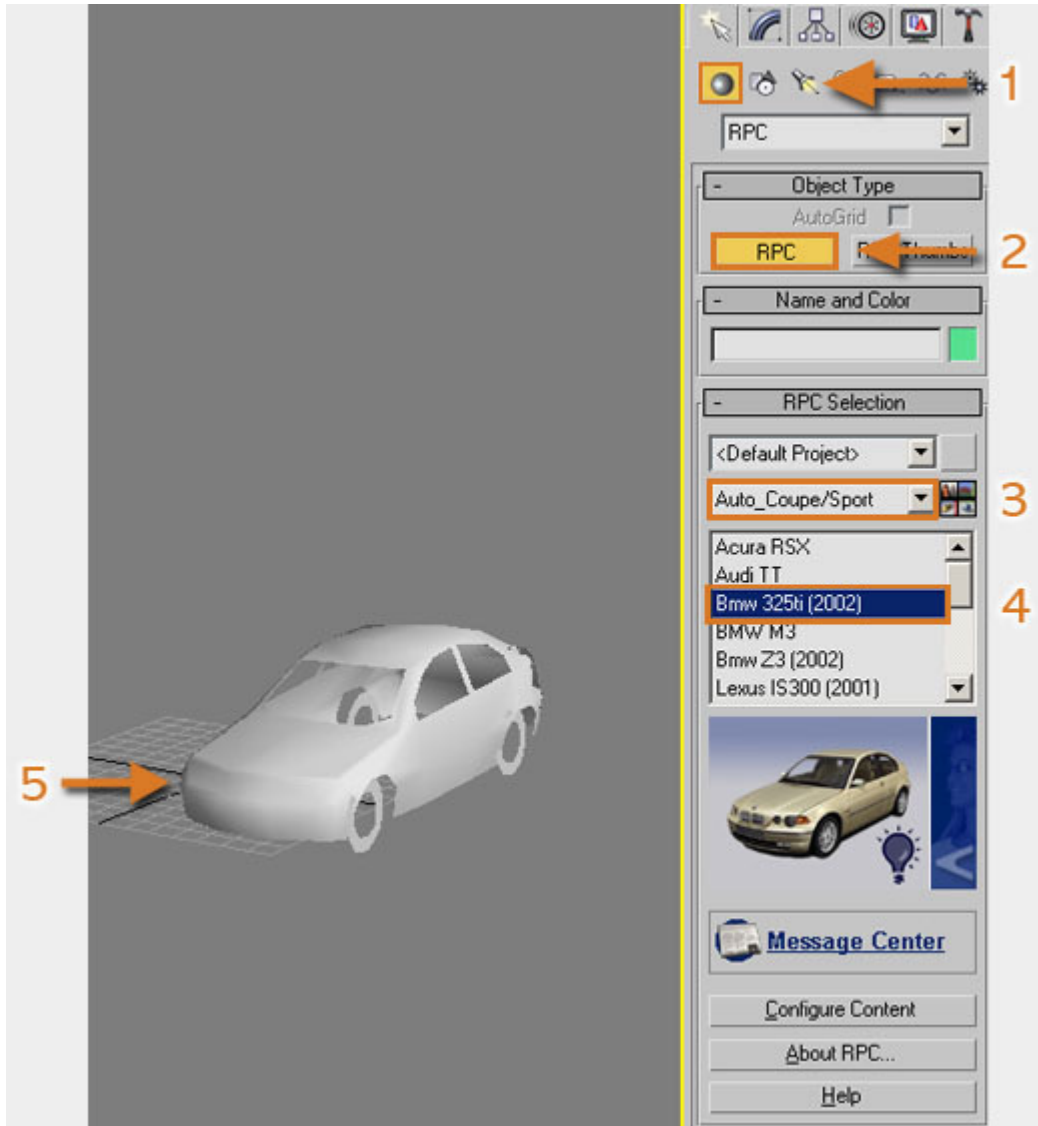 1
RPC
- Object Type
AutoGrid
RPC
2
- Name and Color
- RPC Selection
<Default Project>
Auto_Coupe/Sport
3
Acura RSX
Audi TT
Bmw 325ti (2002)
4
BMW M3
Bmw Z3 (2002)
Lexus IS300 (2001)
5
Message Center
Configure Content
About RPC...
Help